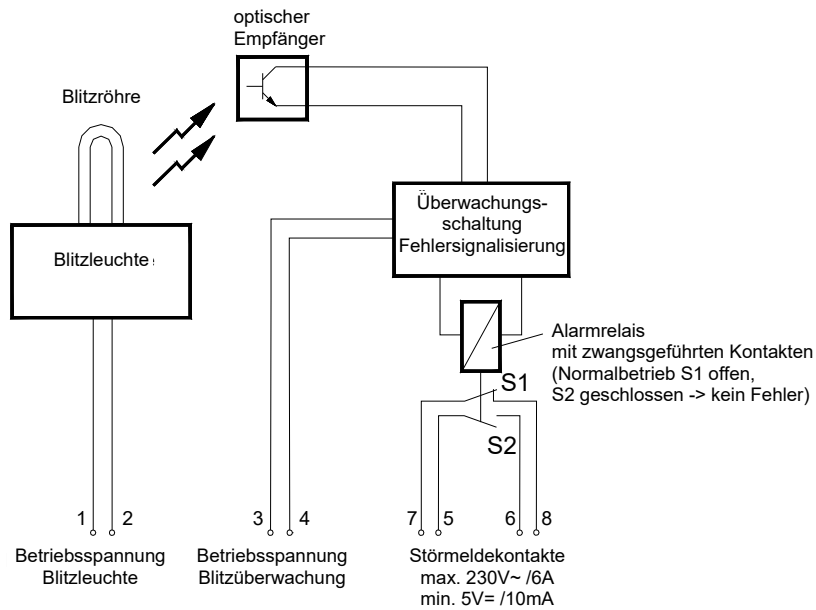 optischer
Empfänger
Blitzröhre
Überwachungs-
schaltung
Fehlersignalisierung
Blitzleuchte
Alarmrelais
mit zwangsgeführten Kontakten
(Normalbetrieb S1 offen,
S2 geschlossen -> kein Fehler)
S1
S2
1 2
3 4
7 5 6 8
Betriebsspannung
Blitzleuchte
Betriebsspannung
Blitzüberwachung
Störmeldekontakte
max. 230V~ /6A
min. 5V= /10mA